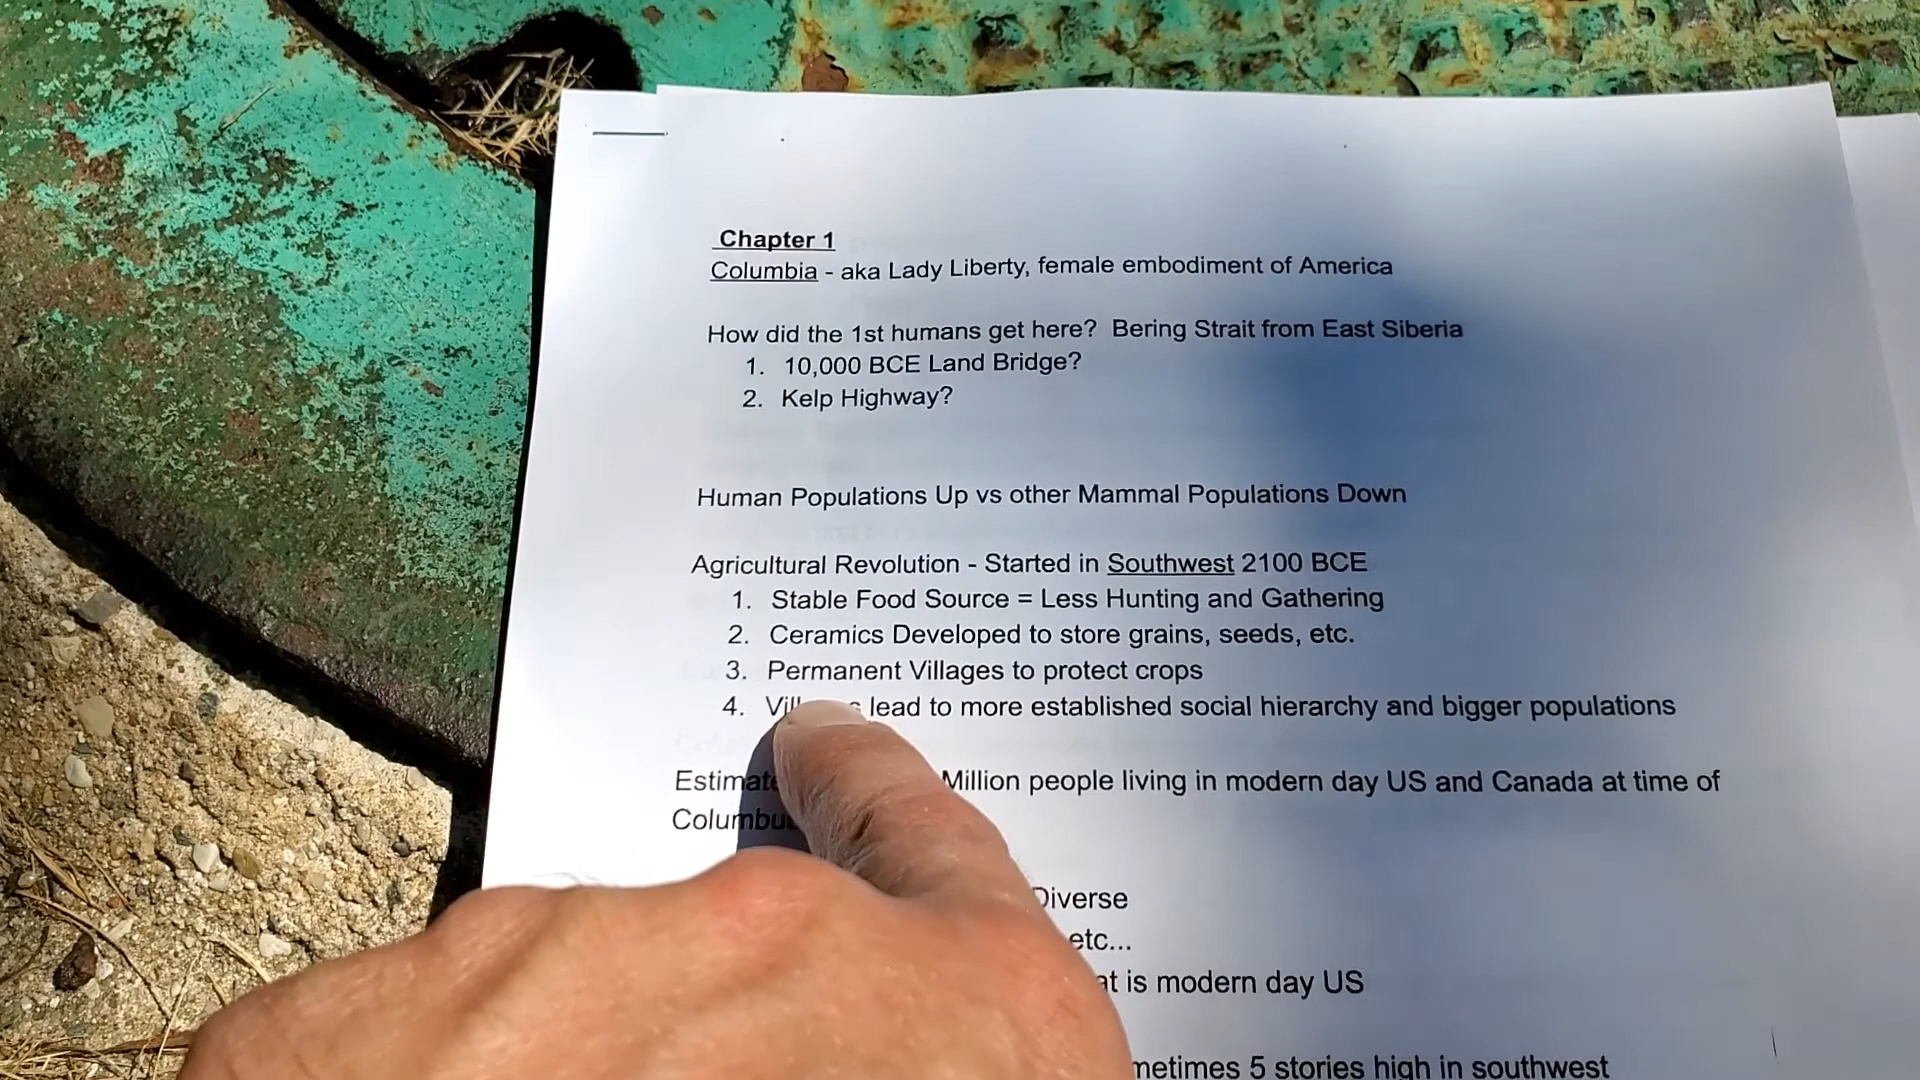 Chapter 1
Columbia - aka Lady Liberty, female embodiment of America
How did the 1st humans get here? Bering Strait from East Siberia
1. 10,000 BCE Land Bridge?
2. Kelp Highway?
Human Populations Up vs other Mammal Populations Down
Agricultural Revolution - Started in Southwest 2100 BCE
1. Stable Food Source = Less Hunting and Gathering
2. Ceramics Developed to store grains, seeds, etc.
3. Permanent Villages to protect crops
4. lead to more established social hierarchy and bigger populations
Million people living in modern day US and Canada at time of
Diverse
etc...
is modern day US
5 stories high in southwest